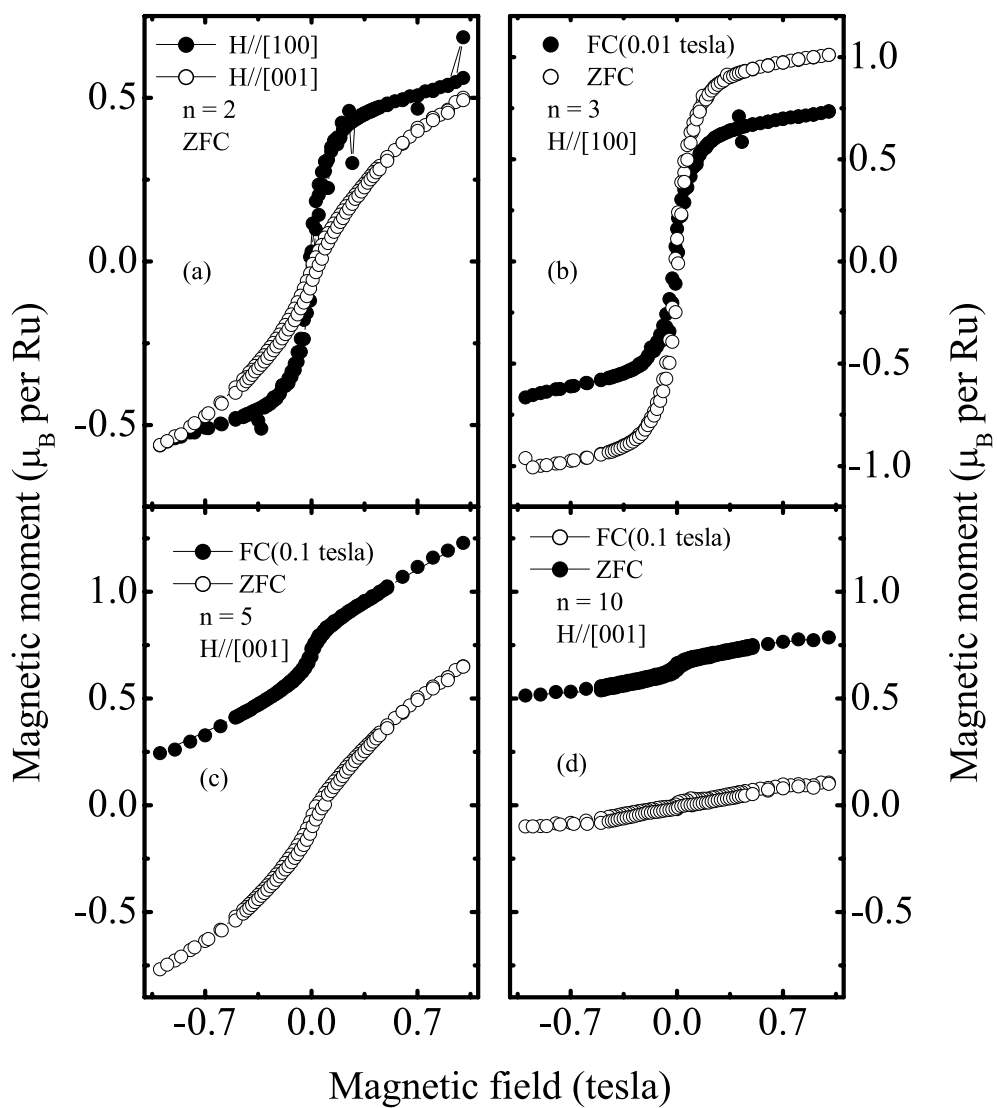 H//[100]
H//[001]
n = 2
ZFC
(a)
0.5
0.0
-0.5
FC(0.01 tesla)
ZFC
n = 3
H//[100]
(b)
1.0
0.5
0.0
-0.5
-1.0
FC(0.1 tesla)
ZFC
n = 5
H//[001]
(c)
1.0
0.5
0.0
-0.5
FC(0.1 tesla)
ZFC
n = 10
H//[001]
(d)
1.0
0.5
0.0
-0.5
Magnetic moment (μB per Ru)
Magnetic moment (μB per Ru)
-0.7 0.0 0.7
-0.7 0.0 0.7
Magnetic field (tesla)